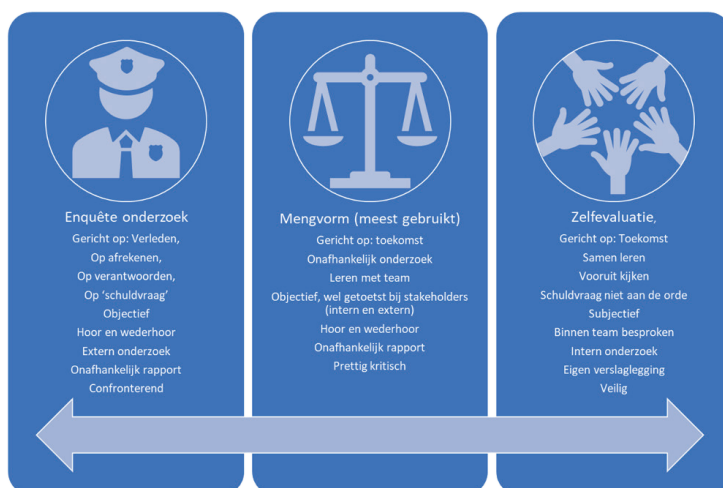 Enquête onderzoek
Gericht op: Verleden,
Op afrekenen,
Op verantwoorden,
Op ‘schuldvraag’
Objectief
Hoor en wederhoor
Extern onderzoek
Onafhankelijk rapport
Confronterend
Mengvorm (meest gebruikt)
Gericht op: toekomst
Onafhankelijk onderzoek
Leren met team
Objectief, wel getoetst bij stakeholders
(intern en extern)
Hoor en wederhoor
Onafhankelijk rapport
Prettig kritisch
Zelfevaluatie,
Gericht op: Toekomst
Samen leren
Vooruit kijken
Schuldvraag niet aan de orde
Subjectief
Binnen team besproken
Intern onderzoek
Eigen verslaglegging
Veilig